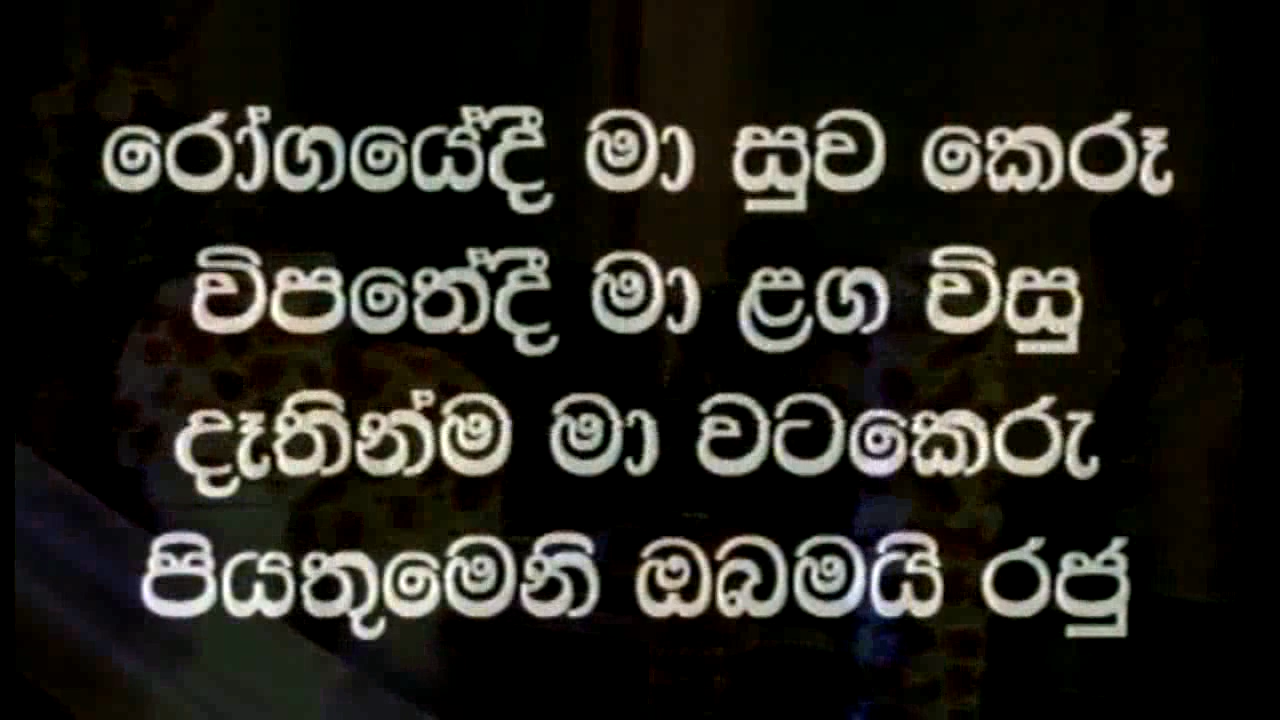 රෝගයේදී මා සුව කෙරූ
විපතේදී මා ළඟ විසූ
දෑතින්ම මා වටකෙරු
පියතුමෙනි ඔබමයි රජු